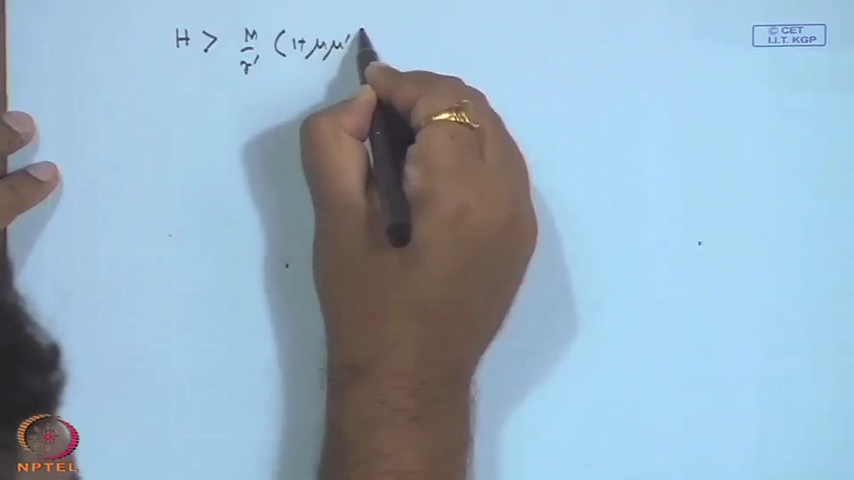 H > M/r' (1+μμ'
© CET
I.I.T. KGP
NPTEL